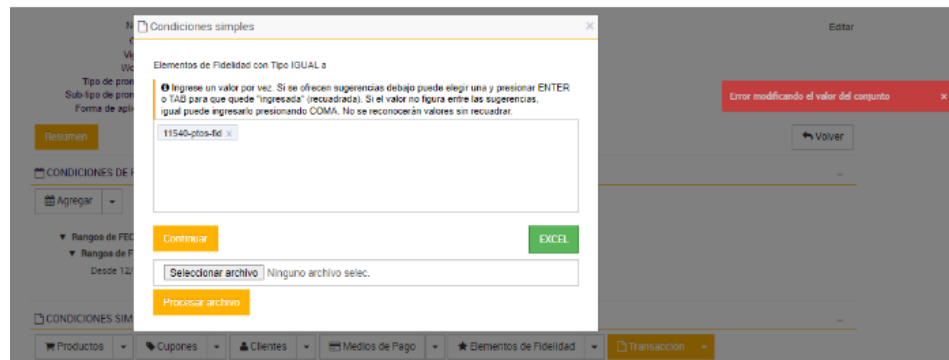 Condiciones simples ×
Editar
Elementos de Fidelidad con Tipo IGUAL a
Ingrese un valor por vez. Si se ofrecen sugerencias debajo puede elegir una y presionar ENTER
o TAB para que quede "ingresada" (recuadrada). Si el valor no figura entre las sugerencias,
igual puede ingresarlo presionando COMA. No se reconocerán valores sin recuadrar.
Tipo de pron
Sub-tipo de pron
Forma de apli
Error modificando el valor del conjunto ×
11540-ptos-fid ×
Resumen
Volver
CONDICIONES DE F
Agregar
Continuar
EXCEL
Rangos de FEC
Rangos de F
Desde 12/
Seleccionar archivo Ninguno archivo selec.
Procesar archivo
CONDICIONES SIM
Productos Cupones Clientes Medios de Pago Elementos de Fidelidad Transaccion